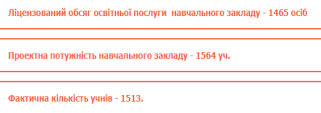 Ліцензований обсяг освітньої послуги навчального закладу - 1465 осіб
Проектна потужність навчального закладу - 1564 уч.
Фактична кількість учнів - 1513.